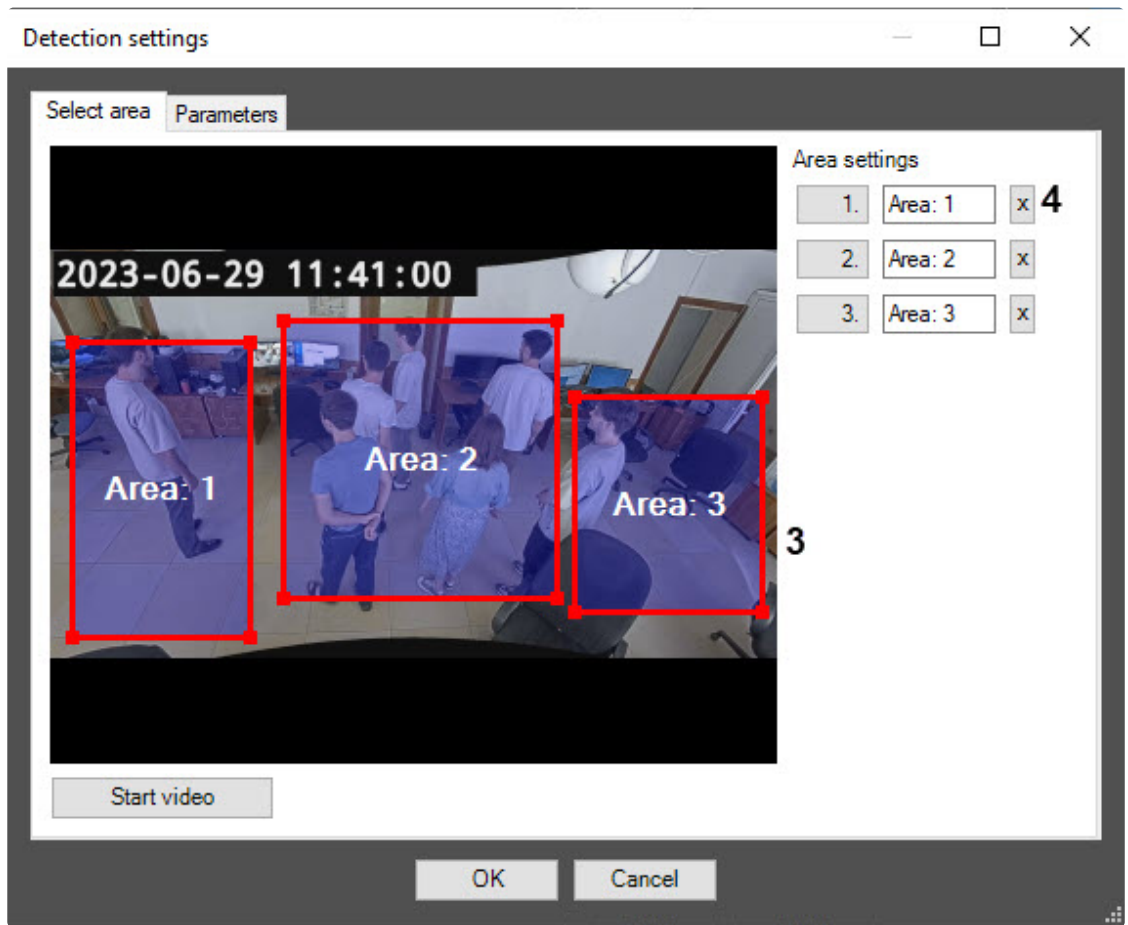 Detection settings
Select area
Parameters
Area settings
1. Area: 1 x 4
2. Area: 2 x
3. Area: 3 x
2023-06-29 11:41:00
Area: 1
Area: 2
Area: 3
3
Start video
OK
Cancel